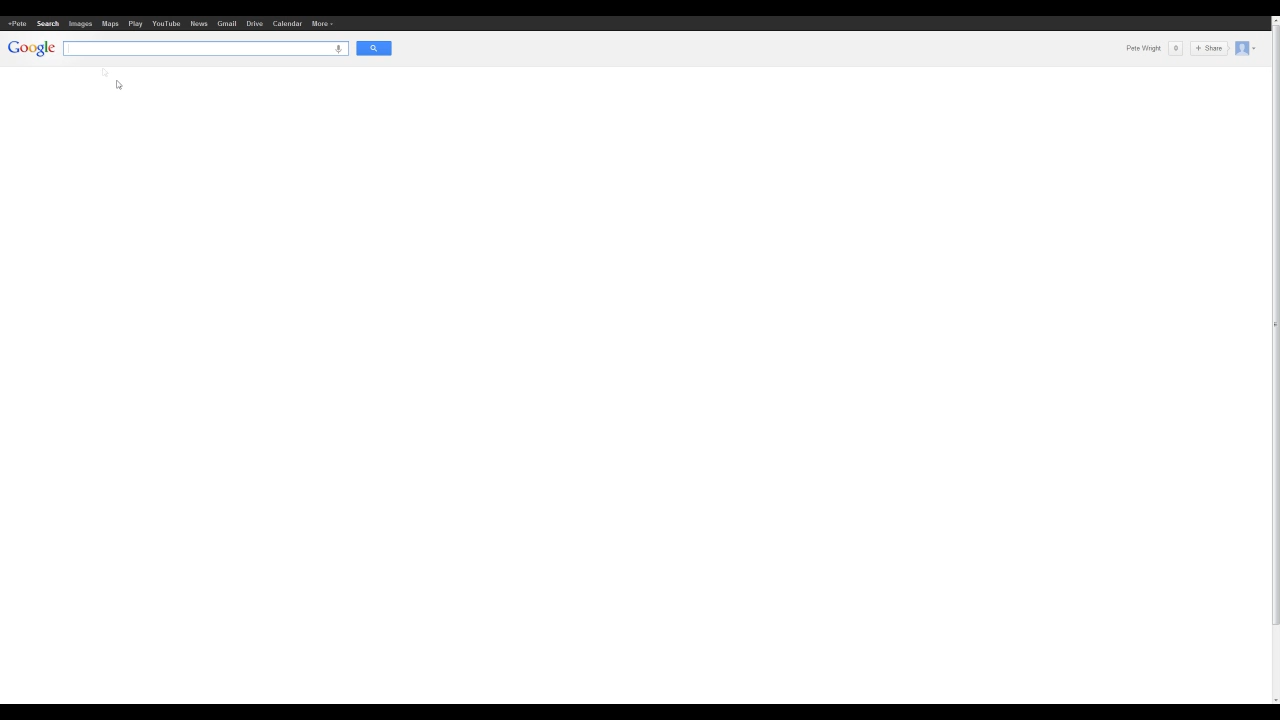 +Pete Search Images Maps Play YouTube News Gmail Drive Calendar More
Google Pete Wright 0 + Share